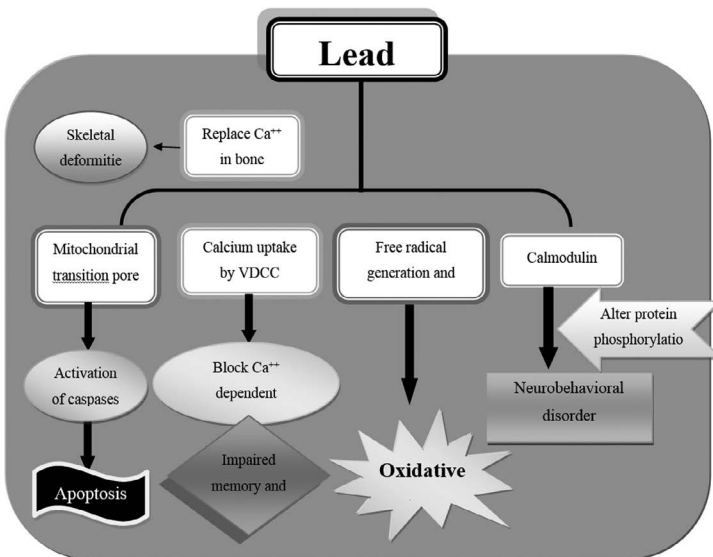 Lead
Skeletal
deformitie
Replace Ca⁺⁺
in bone
Mitochondrial
transition pore
Calcium uptake
by VDCC
Free radical
generation and
Calmodulin
Alter protein
phosphorylatio
Activation
of caspases
Block Ca⁺⁺
dependent
Neurobehavioral
disorder
Apoptosis
Impaired
memory and
Oxidative